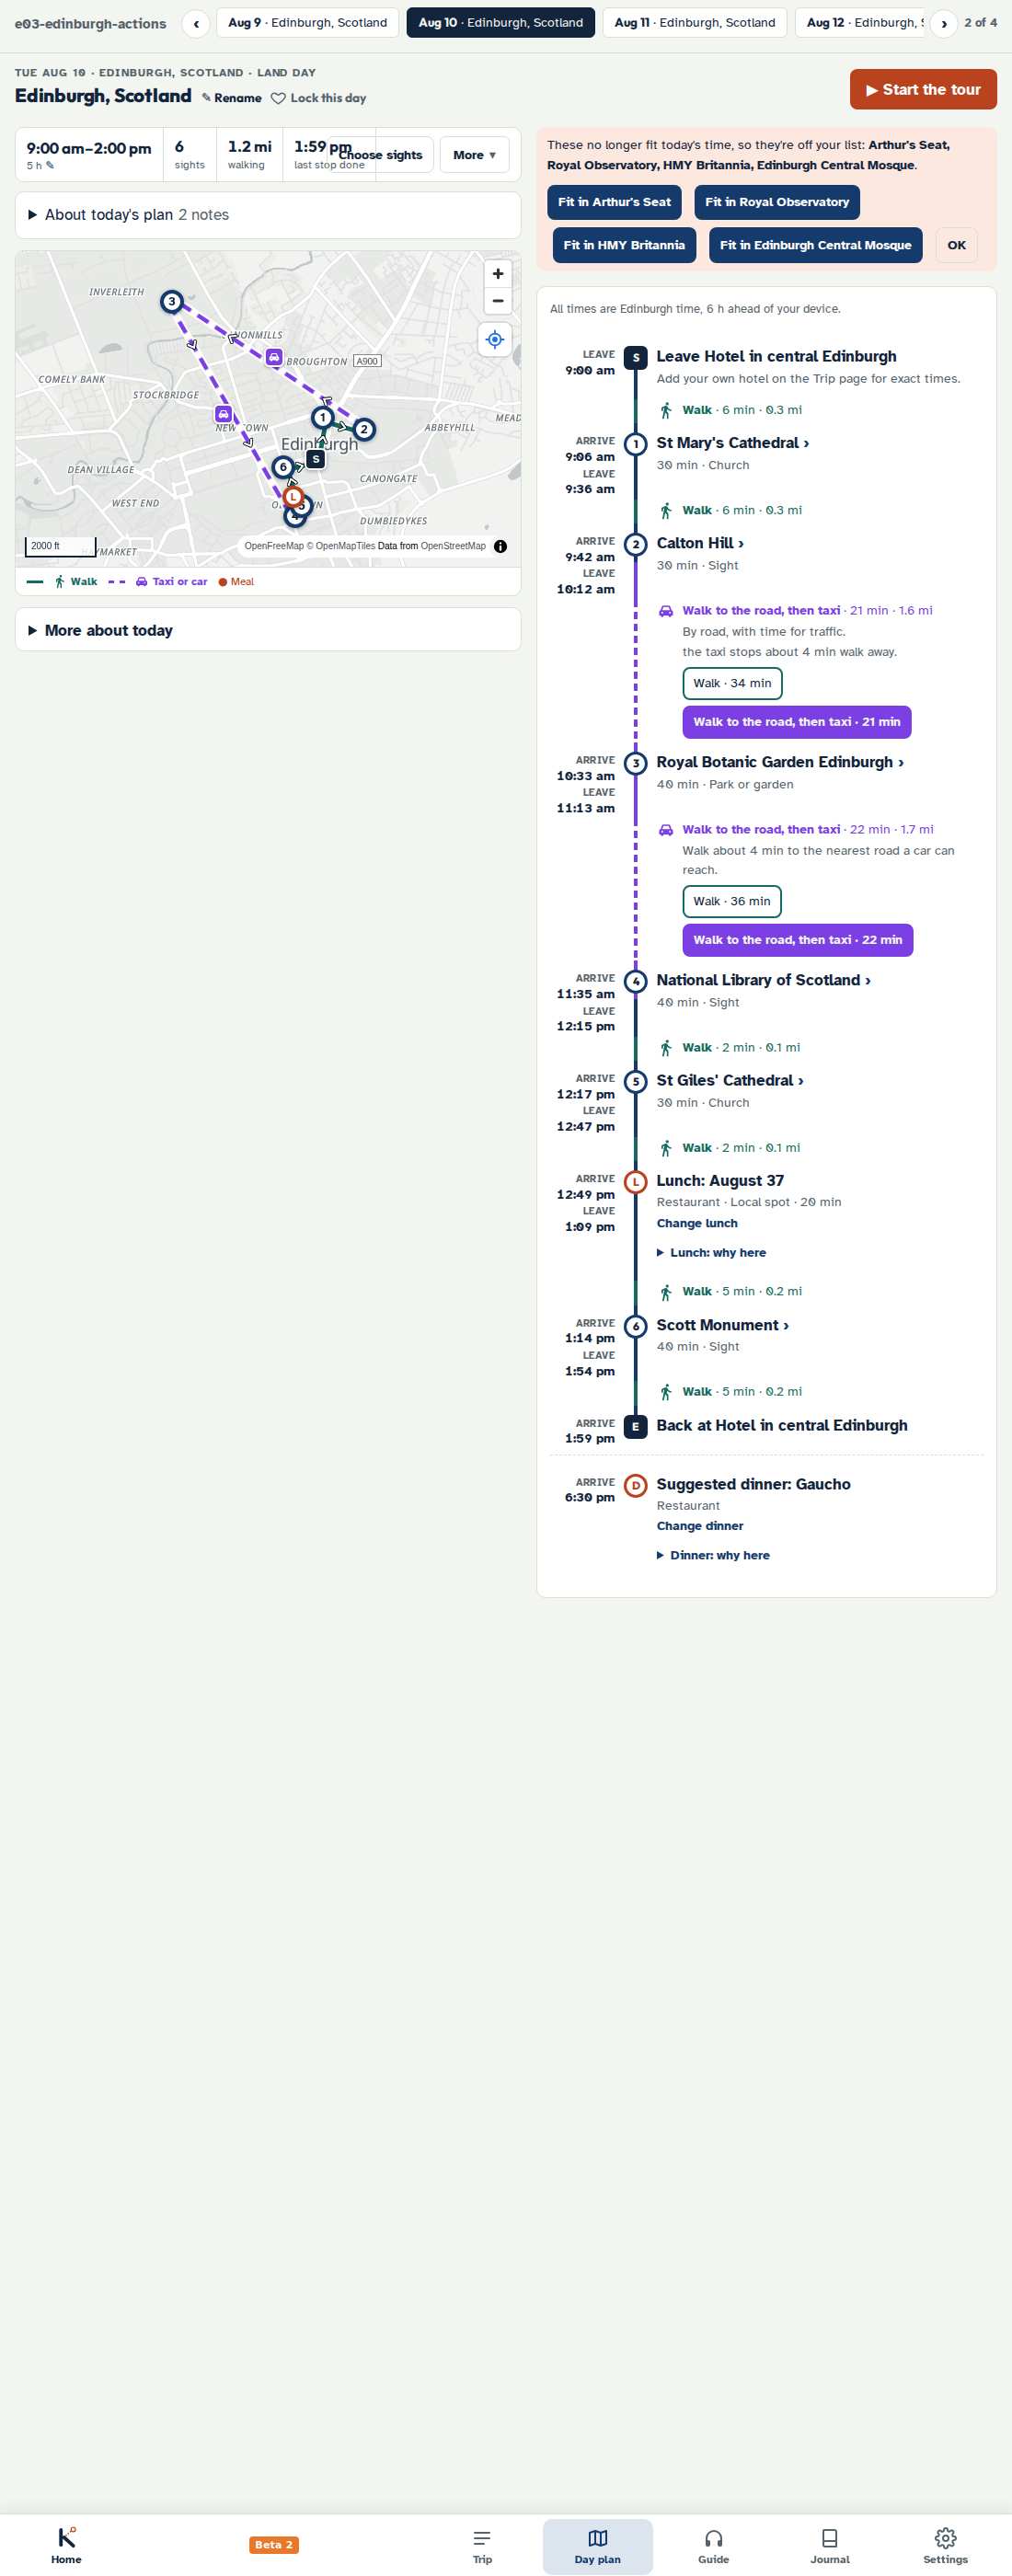 e03-edinburgh-actions
‹
Aug 9 · Edinburgh, Scotland
Aug 10 · Edinburgh, Scotland
Aug 11 · Edinburgh, Scotland
Aug 12 · Edinburgh, S
›
2 of 4
TUE AUG 10 · EDINBURGH, SCOTLAND · LAND DAY
Edinburgh, Scotland ✎ Rename Lock this day
▶ Start the tour
9:00 am–2:00 pm
5 h ✎
6
sights
1.2 mi
walking
1:59 pm
last stop done
Choose sights
More ▼
▶ About today's plan 2 notes
INVERLEITH
BROUGHTON
A900
COMELY BANK
STOCKBRIDGE
ABBEYHILL
MEAD
Edinburgh
DEAN VILLAGE
CANONGATE
WEST END
DUMBIEDYKES
3
1
2
S
6
L
+
−
2000 ft
OpenFreeMap © OpenMapTiles Data from OpenStreetMap
Walk
Taxi or car
Meal
▶ More about today
These no longer fit today's time, so they're off your list: Arthur's Seat,
Royal Observatory, HMY Britannia, Edinburgh Central Mosque.
Fit in Arthur's Seat
Fit in Royal Observatory
Fit in HMY Britannia
Fit in Edinburgh Central Mosque
OK
All times are Edinburgh time, 6 h ahead of your device.
LEAVE
9:00 am
S
Leave Hotel in central Edinburgh
Add your own hotel on the Trip page for exact times.
Walk · 6 min · 0.3 mi
ARRIVE
9:06 am
LEAVE
9:36 am
1
St Mary's Cathedral ›
30 min · Church
Walk · 6 min · 0.3 mi
ARRIVE
9:42 am
LEAVE
10:12 am
2
Calton Hill ›
30 min · Sight
Walk to the road, then taxi · 21 min · 1.6 mi
By road, with time for traffic.
the taxi stops about 4 min walk away.
Walk · 34 min
Walk to the road, then taxi · 21 min
ARRIVE
10:33 am
LEAVE
11:13 am
3
Royal Botanic Garden Edinburgh ›
40 min · Park or garden
Walk to the road, then taxi · 22 min · 1.7 mi
Walk about 4 min to the nearest road a car can
reach.
Walk · 36 min
Walk to the road, then taxi · 22 min
ARRIVE
11:35 am
LEAVE
12:15 pm
4
National Library of Scotland ›
40 min · Sight
Walk · 2 min · 0.1 mi
ARRIVE
12:17 pm
LEAVE
12:47 pm
5
St Giles' Cathedral ›
30 min · Church
Walk · 2 min · 0.1 mi
ARRIVE
12:49 pm
LEAVE
1:09 pm
L
Lunch: August 37
Restaurant · Local spot · 20 min
Change lunch
▶ Lunch: why here
Walk · 5 min · 0.2 mi
ARRIVE
1:14 pm
LEAVE
1:54 pm
6
Scott Monument ›
40 min · Sight
Walk · 5 min · 0.2 mi
ARRIVE
1:59 pm
E
Back at Hotel in central Edinburgh
ARRIVE
6:30 pm
D
Suggested dinner: Gaucho
Restaurant
Change dinner
▶ Dinner: why here
Home
Beta 2
Trip
Day plan
Guide
Journal
Settings